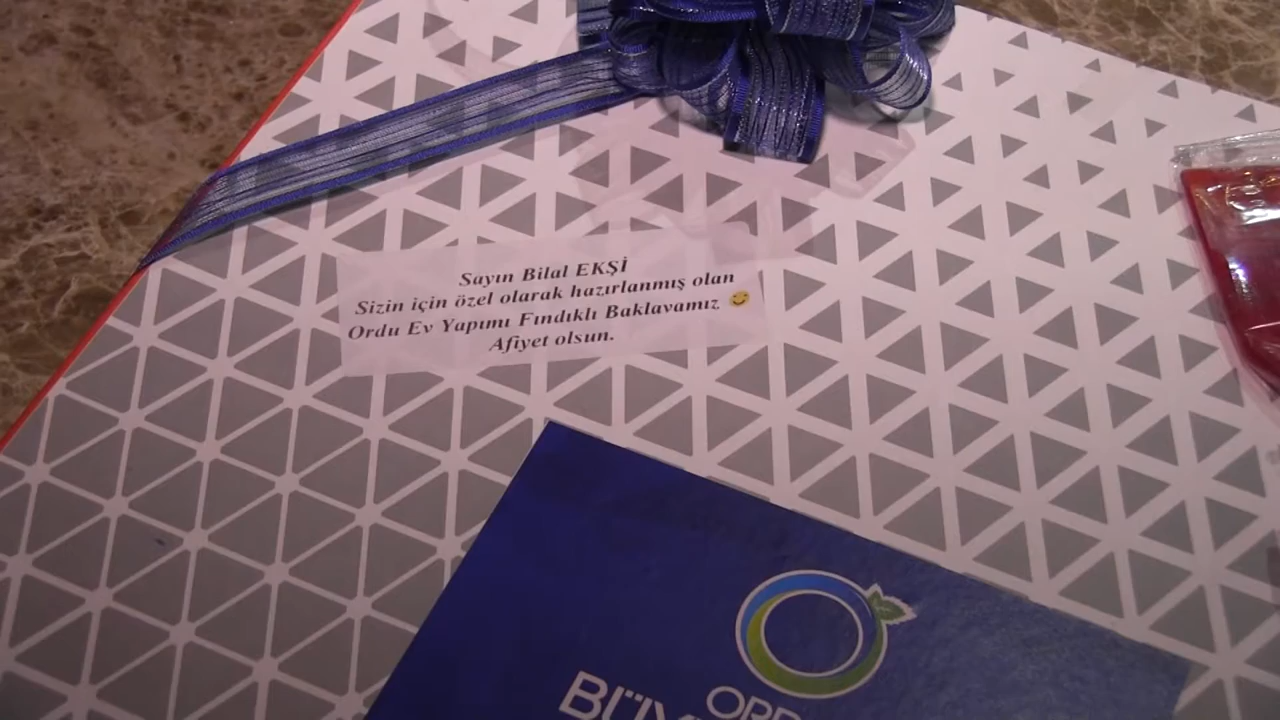 Sayın Bilal EKŞİ
Sizin için özel olarak hazırlanmış olan
Ordu Ev Yapımı Fındıklı Baklavamız 😊
Afiyet olsun.